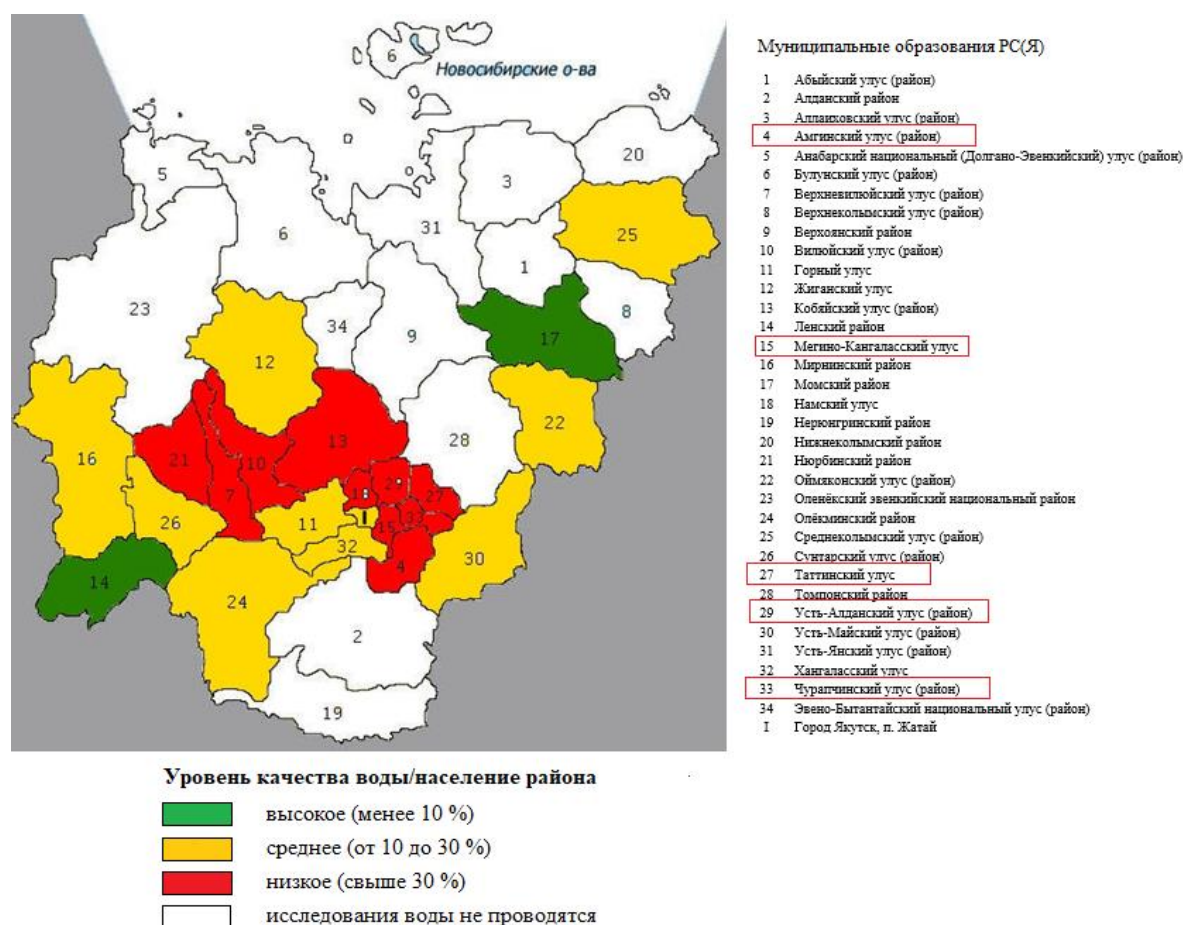 6
Новосибирские о-ва
20
5
3
25
6
31
1
23
34
9
17
8
12
22
28
13
16
21
10
7
18
29
27
26
11
I
15
33
32
30
4
14
24
2
19
Муниципальные образования РС(Я)
1 Абыйский улус (район)
2 Алданский район
3 Аллаиховский улус (район)
4 Амгинский улус (район)
5 Анабарский национальный (Долгано-Эвенкийский) улус (район)
6 Булунский улус (район)
7 Верхневилюйский улус (район)
8 Верхнеколымский улус (район)
9 Верхоянский район
10 Вилюйский улус (район)
11 Горный улус
12 Жиганский улус
13 Кобяйский улус (район)
14 Ленский район
15 Мегино-Кангаласский улус
16 Мирнинский район
17 Момский район
18 Намский улус
19 Нерюнгринский район
20 Нижнеколымский район
21 Нюрбинский район
22 Оймяконский улус (район)
23 Оленёкский эвенкийский национальный район
24 Олёкминский район
25 Среднеколымский улус (район)
26 Сунтарский улус (район)
27 Таттинский улус
28 Томпонский район
29 Усть-Алданский улус (район)
30 Усть-Майский улус (район)
31 Усть-Янский улус (район)
32 Хангаласский улус
33 Чурапчинский улус (район)
34 Эвено-Бытантайский национальный улус (район)
I Город Якутск, п. Жатай
Уровень качества воды/население района
высокое (менее 10 %)
среднее (от 10 до 30 %)
низкое (свыше 30 %)
исследования воды не проводятся